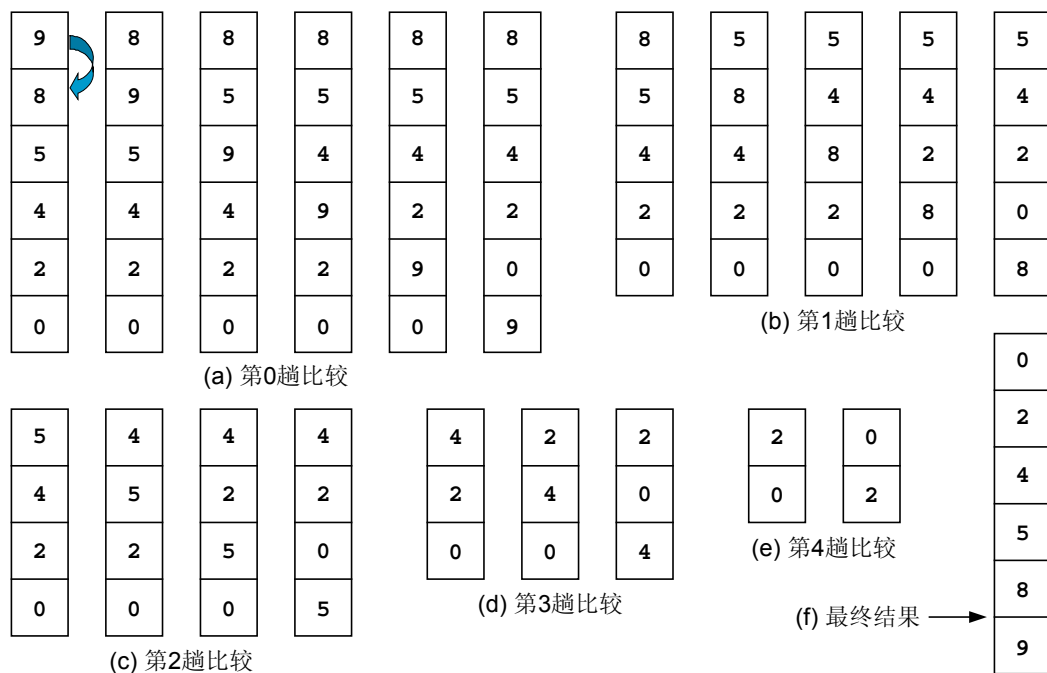 9 8 8 8 8 8
8 9 5 5 5 5
5 5 9 4 4 4
4 4 4 9 2 2
2 2 2 2 9 0
0 0 0 0 0 9
(a) 第0趟比较
8 5 5 5 5
5 8 4 4 4
4 4 8 2 2
2 2 2 8 0
0 0 0 0 8
(b) 第1趟比较
5 4 4 4
4 5 2 2
2 2 5 0
0 0 0 5
(c) 第2趟比较
4 2 2
2 4 0
0 0 4
(d) 第3趟比较
2 0
0 2
(e) 第4趟比较
0
2
4
5
8
9
(f) 最终结果